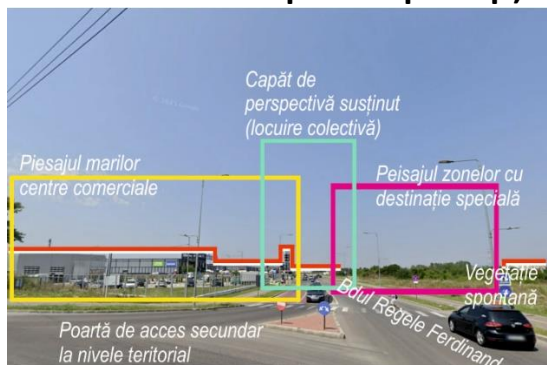 Capăt de
perspectivă susținut
(locuire colectivă)
Piesajul marilor
centre comerciale
Peisajul zonelor cu
destinație specială
Vegetație
spontană
Bdul Regele Ferdinand
Poartă de acces secundar
la nivele teritorial